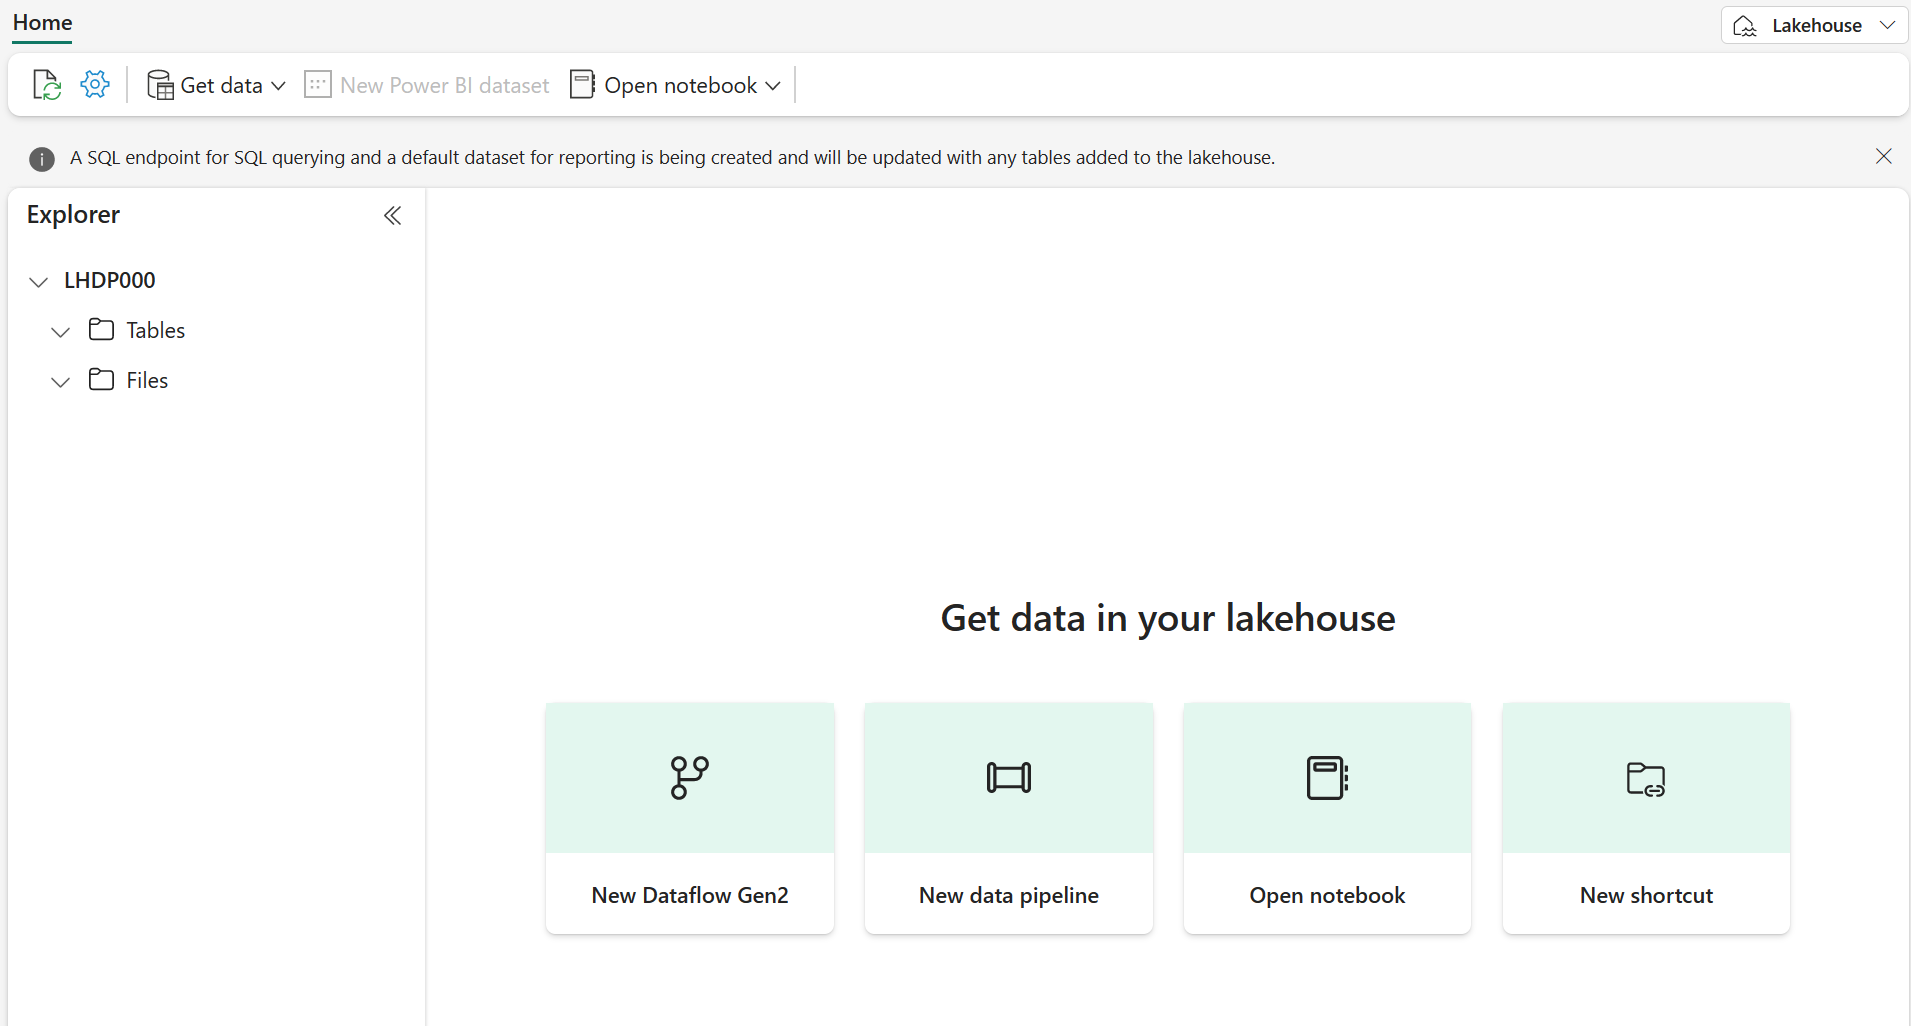 Home
Lakehouse
Get data
New Power BI dataset
Open notebook
A SQL endpoint for SQL querying and a default dataset for reporting is being created and will be updated with any tables added to the lakehouse.
Explorer
LHDP000
Tables
Files
Get data in your lakehouse
New Dataflow Gen2
New data pipeline
Open notebook
New shortcut